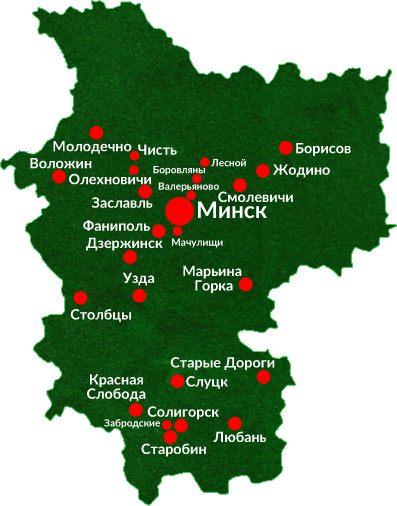 Молодечно
Чисть
Борисов
Воложин
Лесной
Жодино
Боровляны
Олехновичи
Валерьяново
Смолевичи
Заславль
Минск
Фаниполь
Дзержинск
Мачулищи
Узда
Марьина
Горка
Столбцы
Старые Дороги
Красная
Слобода
Слуцк
Солигорск
Забродские
Любань
Старобин